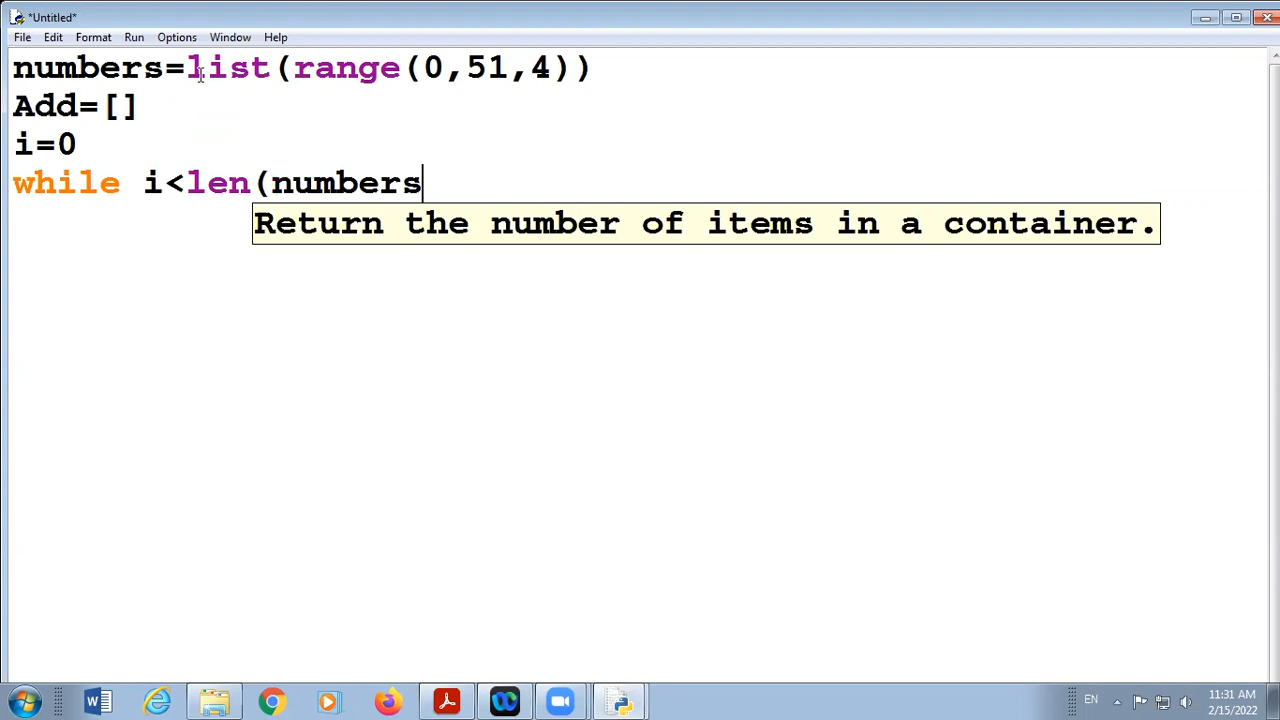 *Untitled*
File Edit Format Run Options Window Help
numbers=list(range(0,51,4))
Add=[]
i=0
while i<len(numbers
Return the number of items in a container.
EN
11:31 AM
2/15/2022